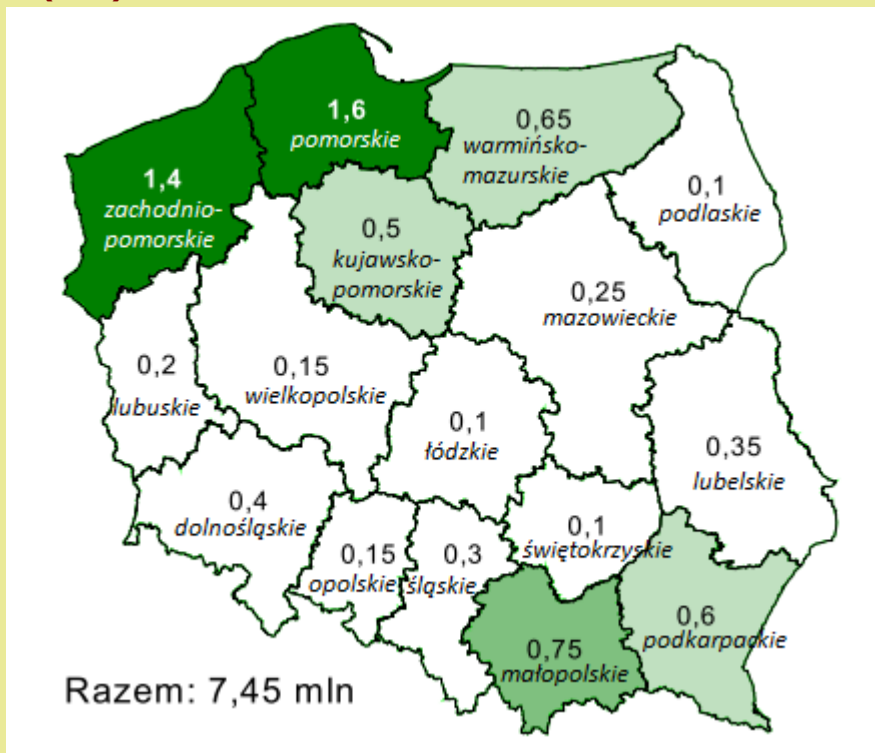 1,6
pomorskie
0,65
warmińsko-
mazurskie
1,4
zachodnio-
pomorskie
0,1
podlaskie
0,5
kujawsko-
pomorskie
0,25
mazowieckie
0,2
lubuskie
0,15
wielkopolskie
0,1
łódzkie
0,35
lubelskie
0,4
dolnośląskie
0,15
opolskie
0,3
śląskie
0,1
świętokrzyskie
0,75
małopolskie
0,6
podkarpackie
Razem: 7,45 mln